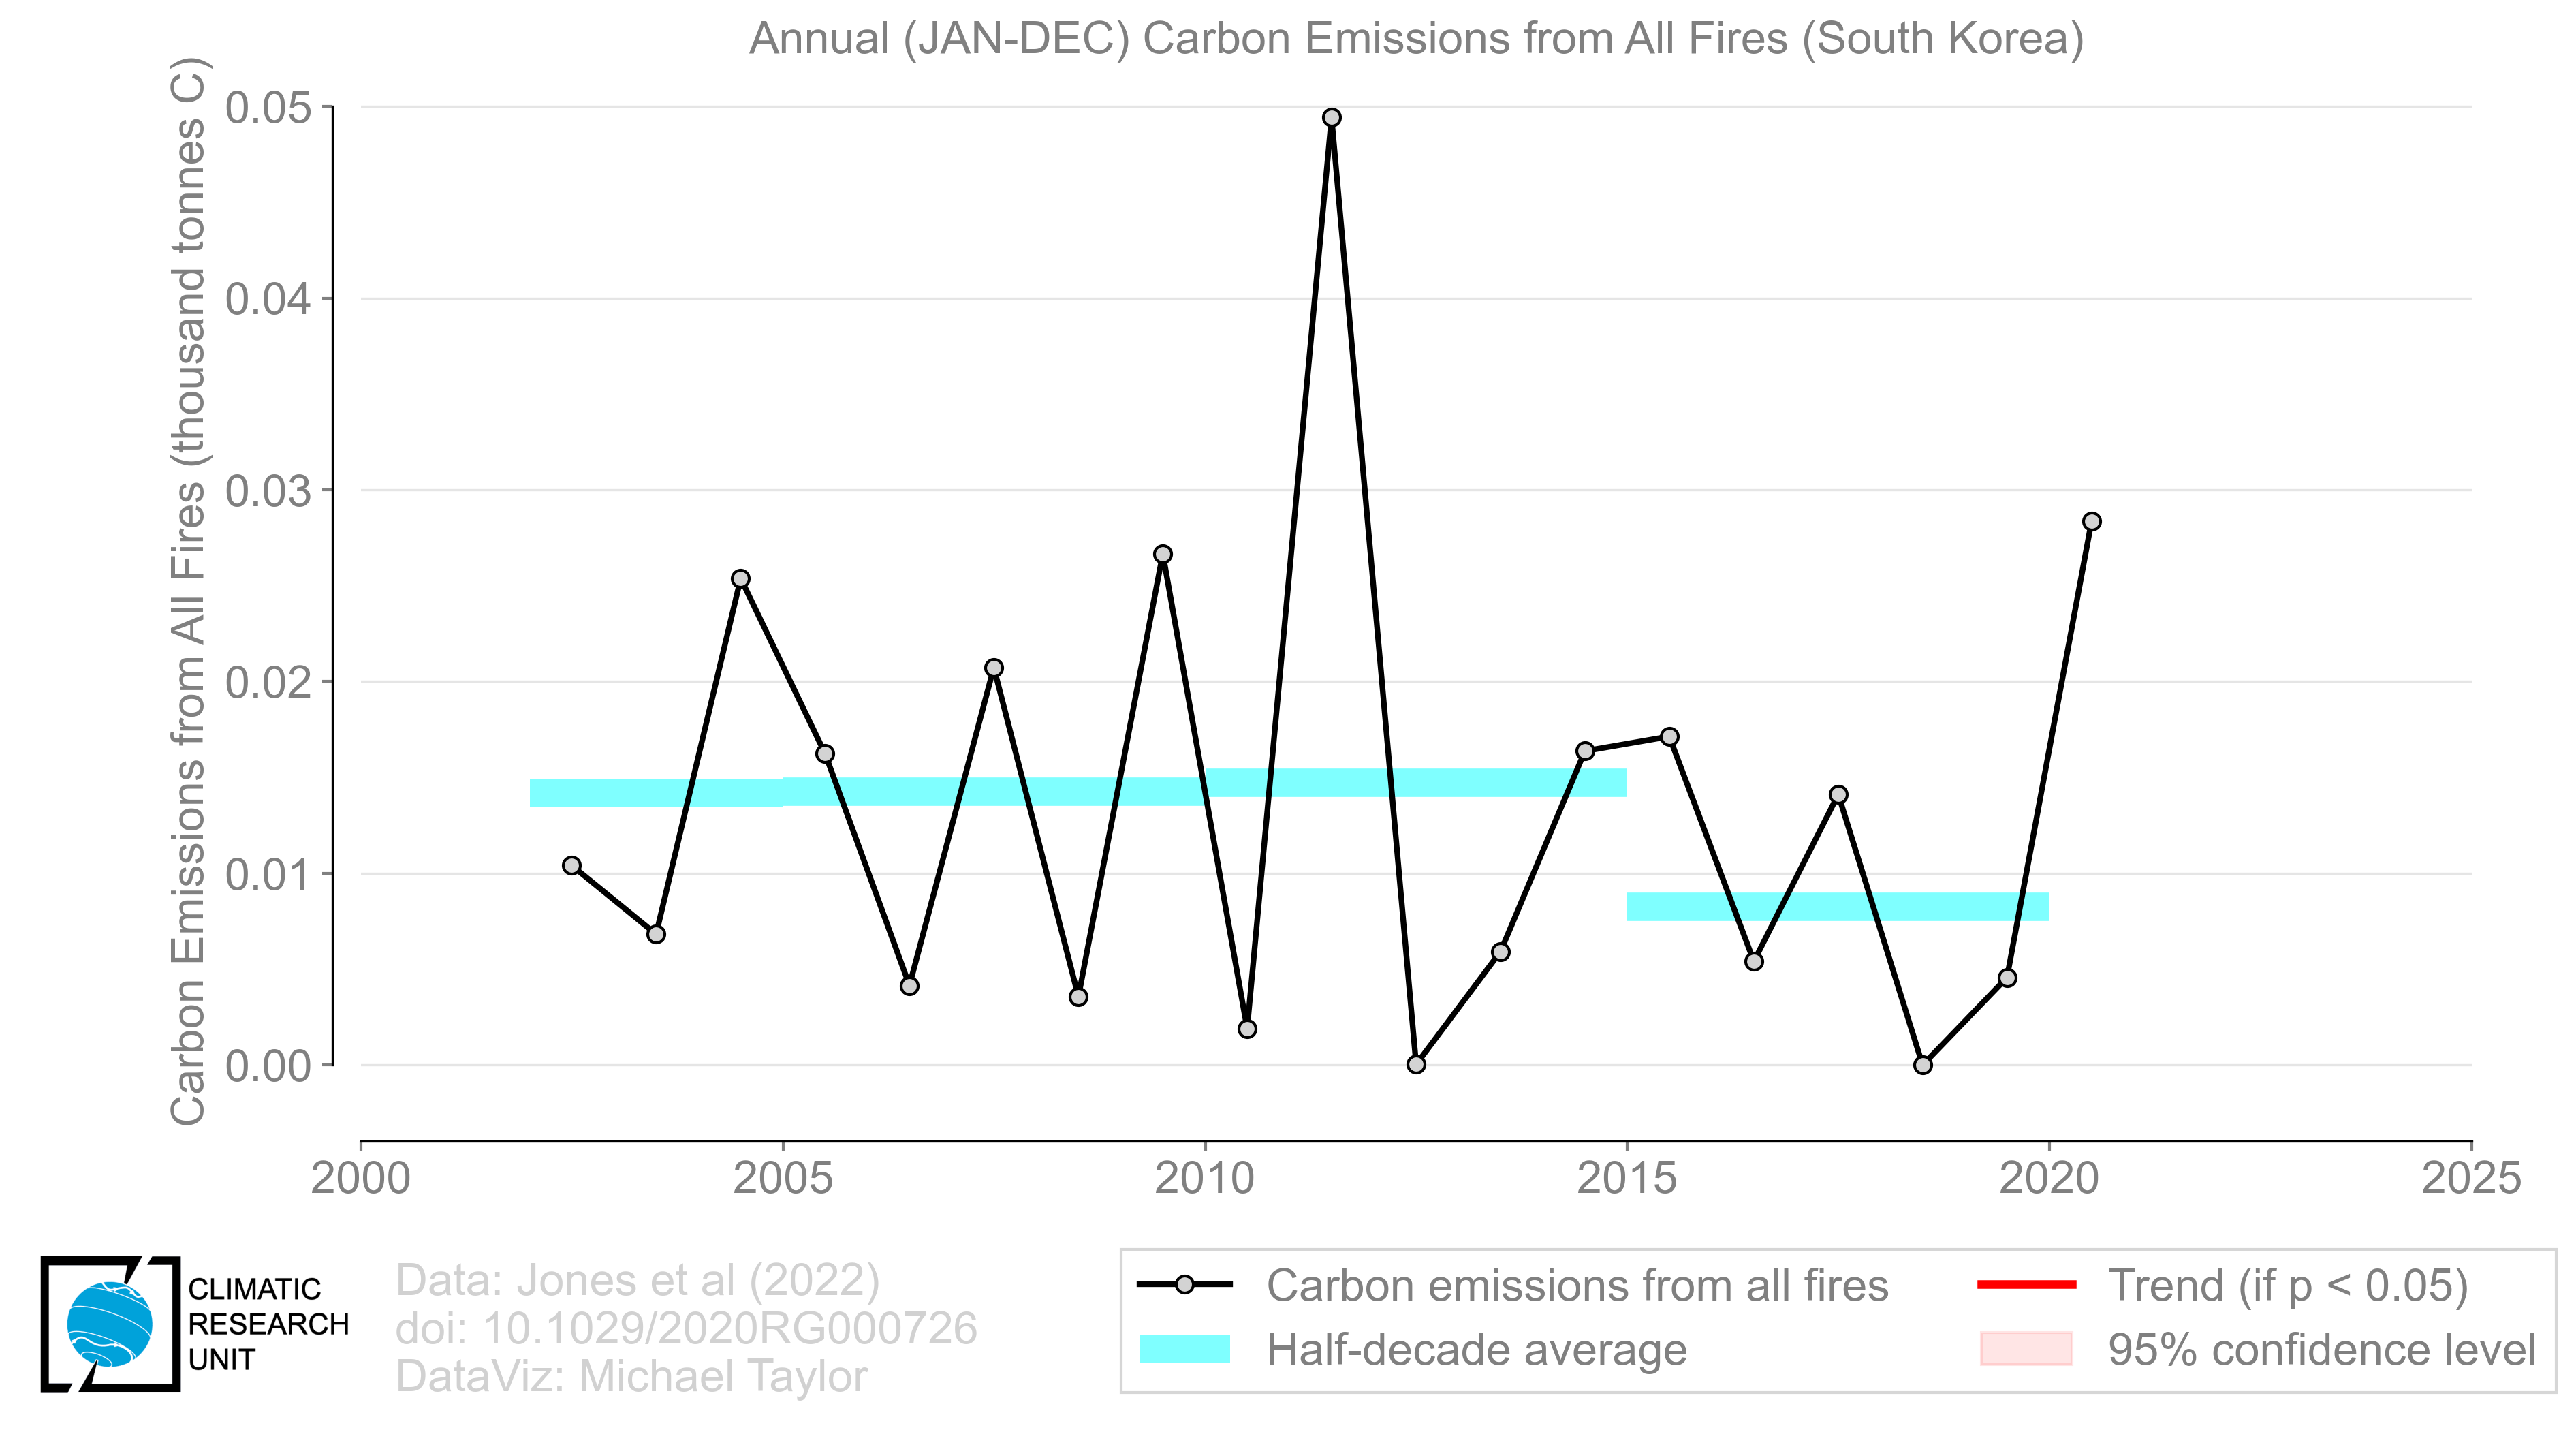 Annual (JAN-DEC) Carbon Emissions from All Fires (South Korea)
Carbon Emissions from All Fires (thousand tonnes C)
0.05
0.04
0.03
0.02
0.01
0.00
2000 2005 2010 2015 2020 2025
CLIMATIC
RESEARCH
UNIT
Data: Jones et al (2022)
doi: 10.1029/2020RG000726
DataViz: Michael Taylor
Carbon emissions from all fires
Half-decade average
Trend (if p < 0.05)
95% confidence level